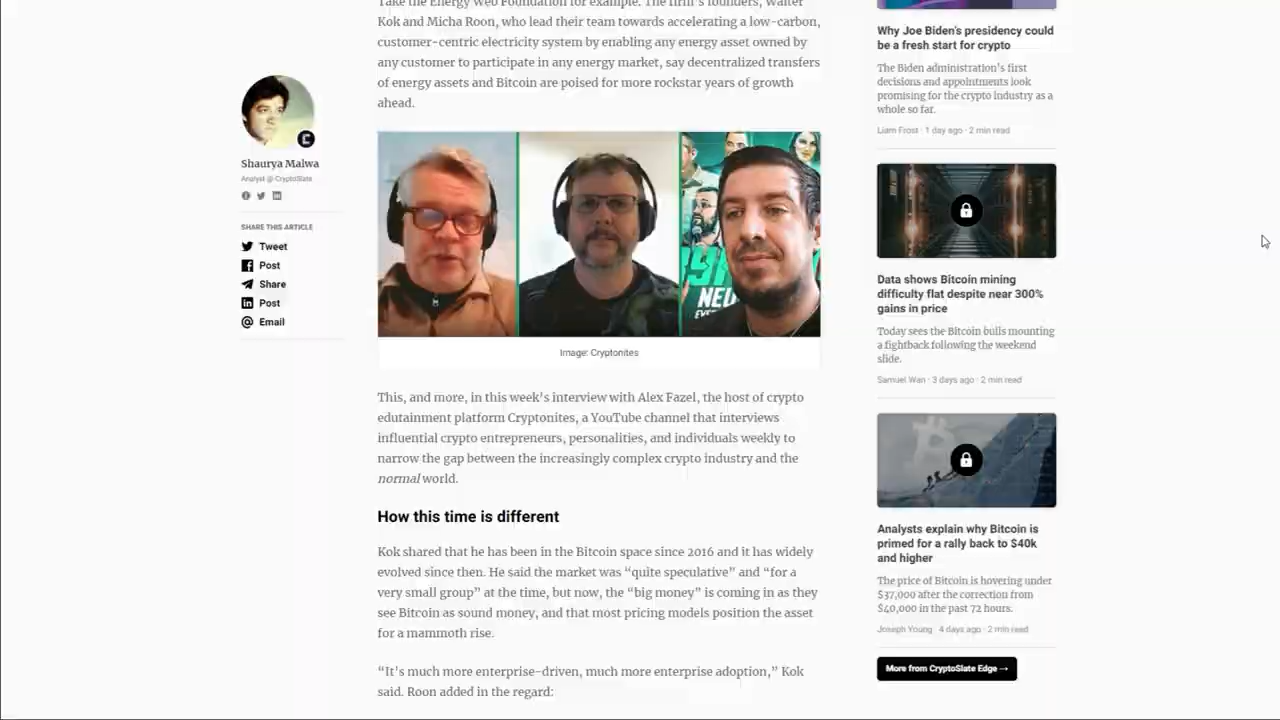 Take the Energy Web Foundation for example. The firm's founders, Walter
Kok and Micha Roon, who lead their team towards accelerating a low-carbon,
customer-centric electricity system by enabling any energy asset owned by
any customer to participate in any energy market, say decentralized transfers
of energy assets and Bitcoin are poised for more rockstar years of growth
ahead.
Shaurya Malwa
Analyst @ CryptoSlate
SHARE THIS ARTICLE
Tweet
Post
Share
Post
Email
Image: Cryptonites
This, and more, in this week's interview with Alex Fazel, the host of crypto
edutainment platform Cryptonites, a YouTube channel that interviews
influential crypto entrepreneurs, personalities, and individuals weekly to
narrow the gap between the increasingly complex crypto industry and the
normal world.
How this time is different
Kok shared that he has been in the Bitcoin space since 2016 and it has widely
evolved since then. He said the market was “quite speculative” and “for a
very small group” at the time, but now, the “big money” is coming in as they
see Bitcoin as sound money, and that most pricing models position the asset
for a mammoth rise.
“It's much more enterprise-driven, much more enterprise adoption,” Kok
said. Roon added in the regard:
Why Joe Biden's presidency could
be a fresh start for crypto
The Biden administration's first
decisions and appointments look
promising for the crypto industry as a
whole so far.
Liam Frost · 1 day ago · 2 min read
Data shows Bitcoin mining
difficulty flat despite near 300%
gains in price
Today sees the Bitcoin bulls mounting
a fightback following the weekend
slide.
Samuel Wan · 3 days ago · 2 min read
Analysts explain why Bitcoin is
primed for a rally back to $40k
and higher
The price of Bitcoin is hovering under
$37,000 after the correction from
$40,000 in the past 72 hours.
Joseph Young · 4 days ago · 2 min read
More from CryptoSlate Edge →